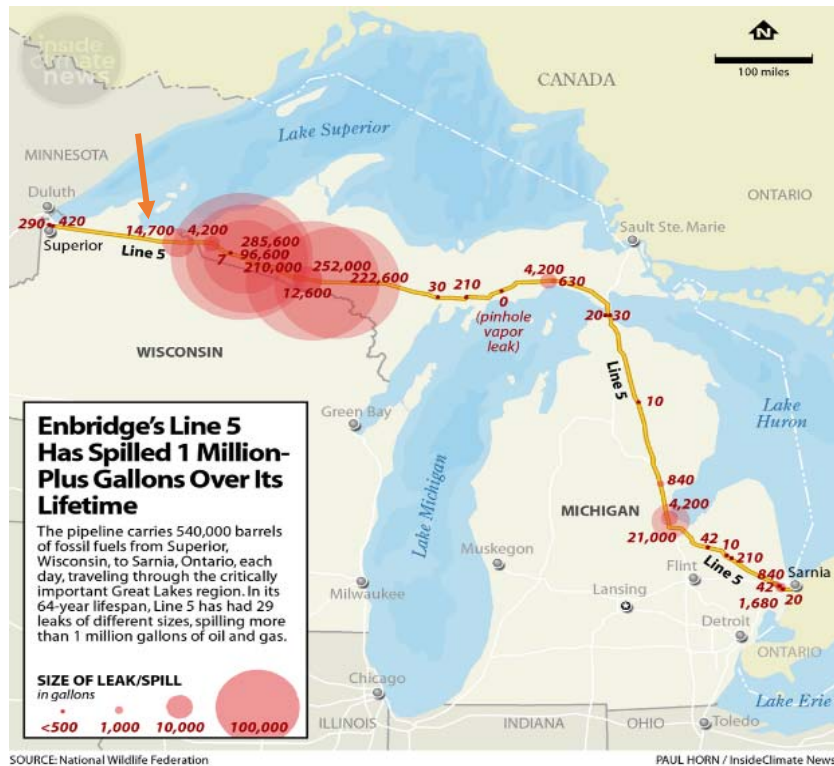 inside
climate
news
N
100 miles
CANADA
Lake Superior
MINNESOTA
ONTARIO
Duluth
Sault Ste. Marie
290
420
14,700
4,200
Superior
Line 5
7
285,600
96,600
210,000
252,000
222,600
12,600
30
210
0
(pinhole
vapor
leak)
4,200
630
20
30
WISCONSIN
Line 5
10
Green Bay
Lake
Huron
Lake Michigan
840
4,200
MICHIGAN
21,000
42
10
210
Line 5
840
42
1,680
20
Sarnia
Muskegon
Flint
Lansing
Milwaukee
Detroit
ONTARIO
Chicago
Lake Erie
ILLINOIS
INDIANA
OHIO
Toledo
Enbridge's Line 5
Has Spilled 1 Million-
Plus Gallons Over Its
Lifetime
The pipeline carries 540,000 barrels
of fossil fuels from Superior,
Wisconsin, to Sarnia, Ontario, each
day, traveling through the critically
important Great Lakes region. In its
64-year lifespan, Line 5 has had 29
leaks of different sizes, spilling more
than 1 million gallons of oil and gas.
SIZE OF LEAK/SPILL
in gallons
<500
1,000
10,000
100,000
SOURCE: National Wildlife Federation
PAUL HORN / InsideClimate News